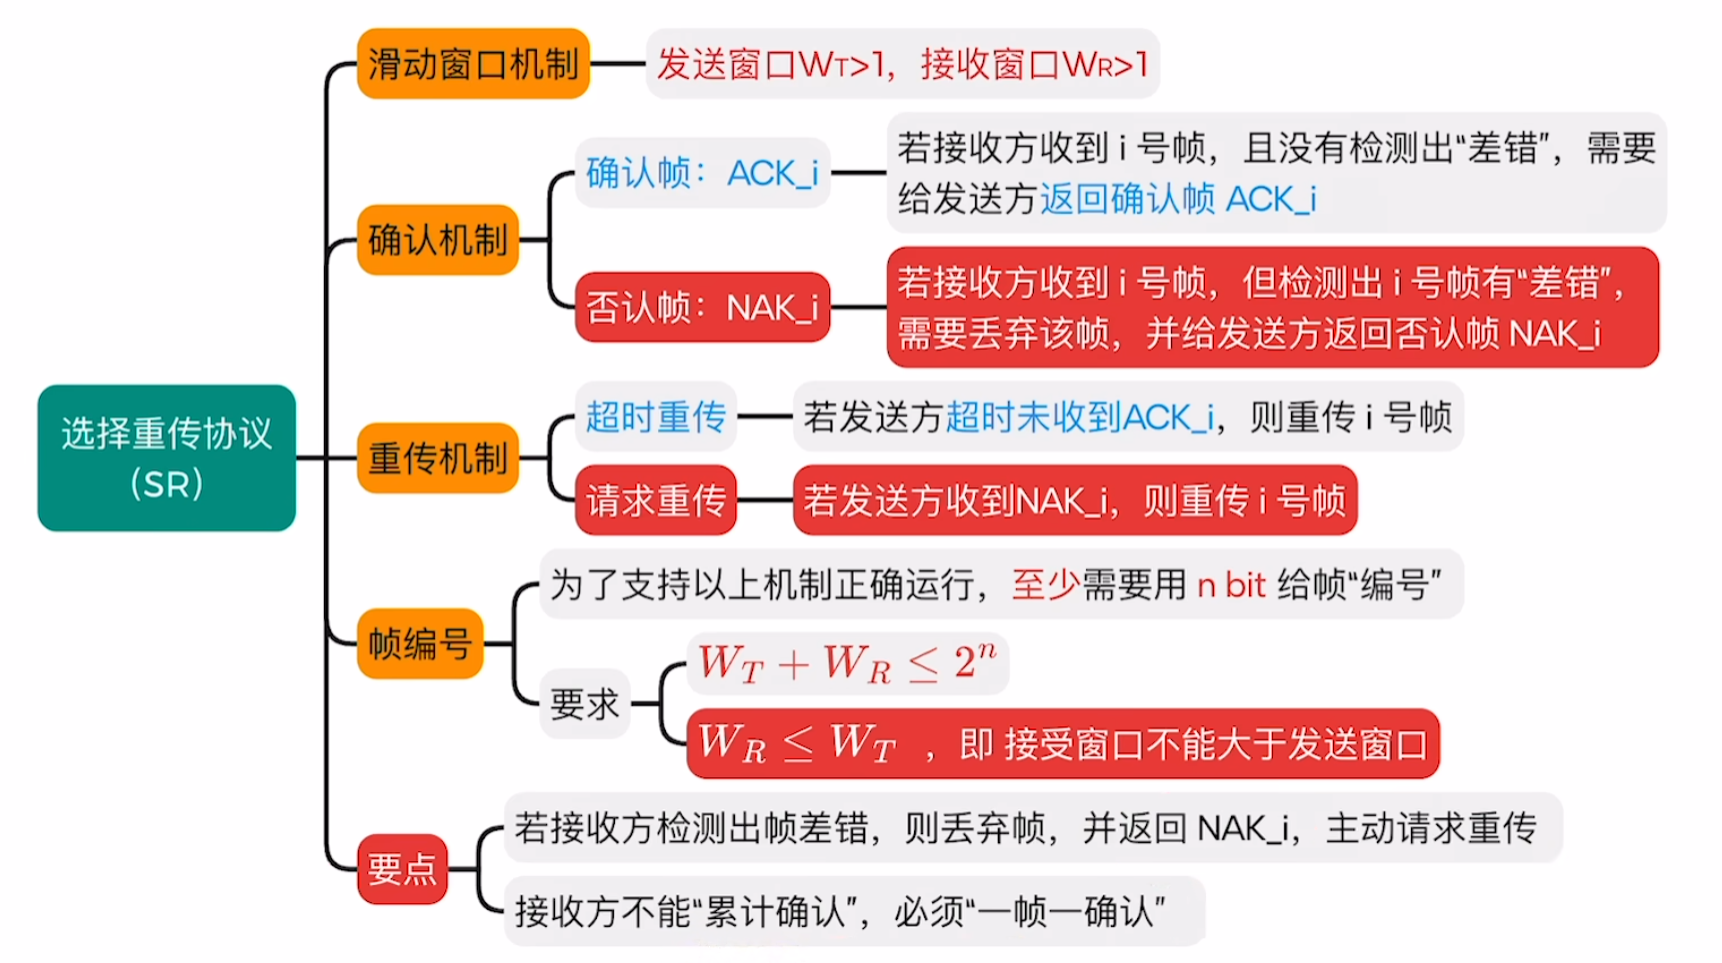 滑动窗口机制
发送窗口WT>1，接收窗口WR>1
确认机制
确认帧：ACK_i
若接收方收到 i 号帧，且没有检测出“差错”，需要
给发送方返回确认帧 ACK_i
否认帧：NAK_i
若接收方收到 i 号帧，但检测出 i 号帧有“差错”，
需要丢弃该帧，并给发送方返回否认帧 NAK_i
选择重传协议
（SR）
重传机制
超时重传
若发送方超时未收到ACK_i，则重传 i 号帧
请求重传
若发送方收到NAK_i，则重传 i 号帧
帧编号
为了支持以上机制正确运行，至少需要用 n bit 给帧“编号”
要求
W_T + W_R ≤ 2^n
W_R ≤ W_T ，即 接受窗口不能大于发送窗口
要点
若接收方检测出帧差错，则丢弃帧，并返回 NAK_i，主动请求重传
接收方不能“累计确认”，必须“一帧一确认”